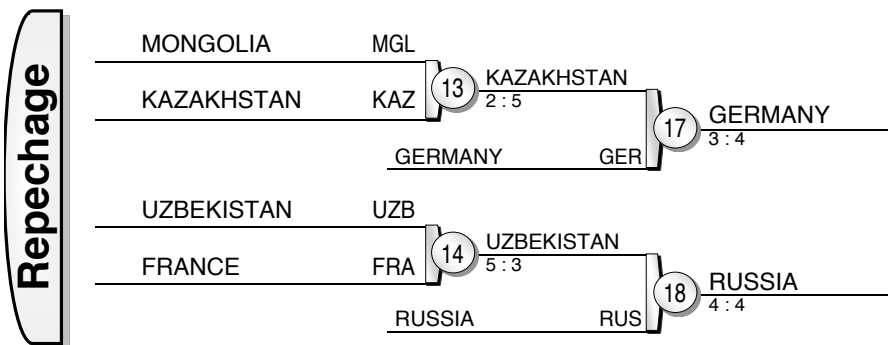 Repechage
MONGOLIA MGL
KAZAKHSTAN KAZ
13
KAZAKHSTAN
2 : 5
GERMANY GER
17
GERMANY
3 : 4
UZBEKISTAN UZB
FRANCE FRA
14
UZBEKISTAN
5 : 3
RUSSIA RUS
18
RUSSIA
4 : 4